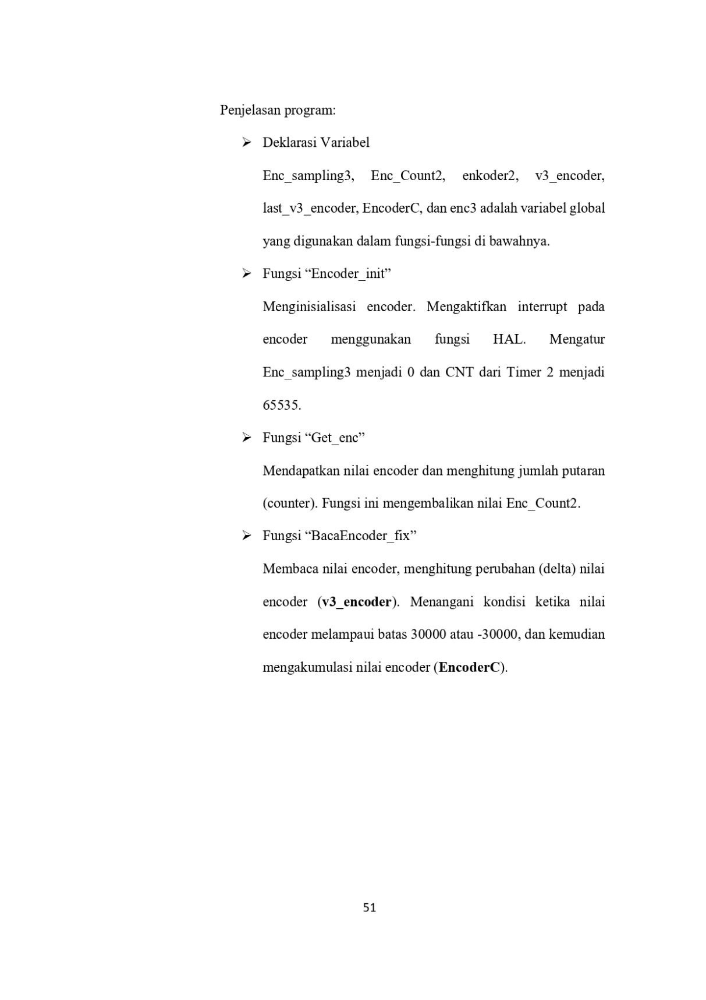 Penjelasan program:
➢ Deklarasi Variabel
Enc_sampling3, Enc_Count2, enkoder2, v3_encoder,
last_v3_encoder, EncoderC, dan enc3 adalah variabel global
yang digunakan dalam fungsi-fungsi di bawahnya.
➢ Fungsi “Encoder_init”
Menginisialisasi encoder. Mengaktifkan interrupt pada
encoder menggunakan fungsi HAL. Mengatur
Enc_sampling3 menjadi 0 dan CNT dari Timer 2 menjadi
65535.
➢ Fungsi “Get_enc”
Mendapatkan nilai encoder dan menghitung jumlah putaran
(counter). Fungsi ini mengembalikan nilai Enc_Count2.
➢ Fungsi “BacaEncoder_fix”
Membaca nilai encoder, menghitung perubahan (delta) nilai
encoder (v3_encoder). Menangani kondisi ketika nilai
encoder melampaui batas 30000 atau -30000, dan kemudian
mengakumulasi nilai encoder (EncoderC).
51